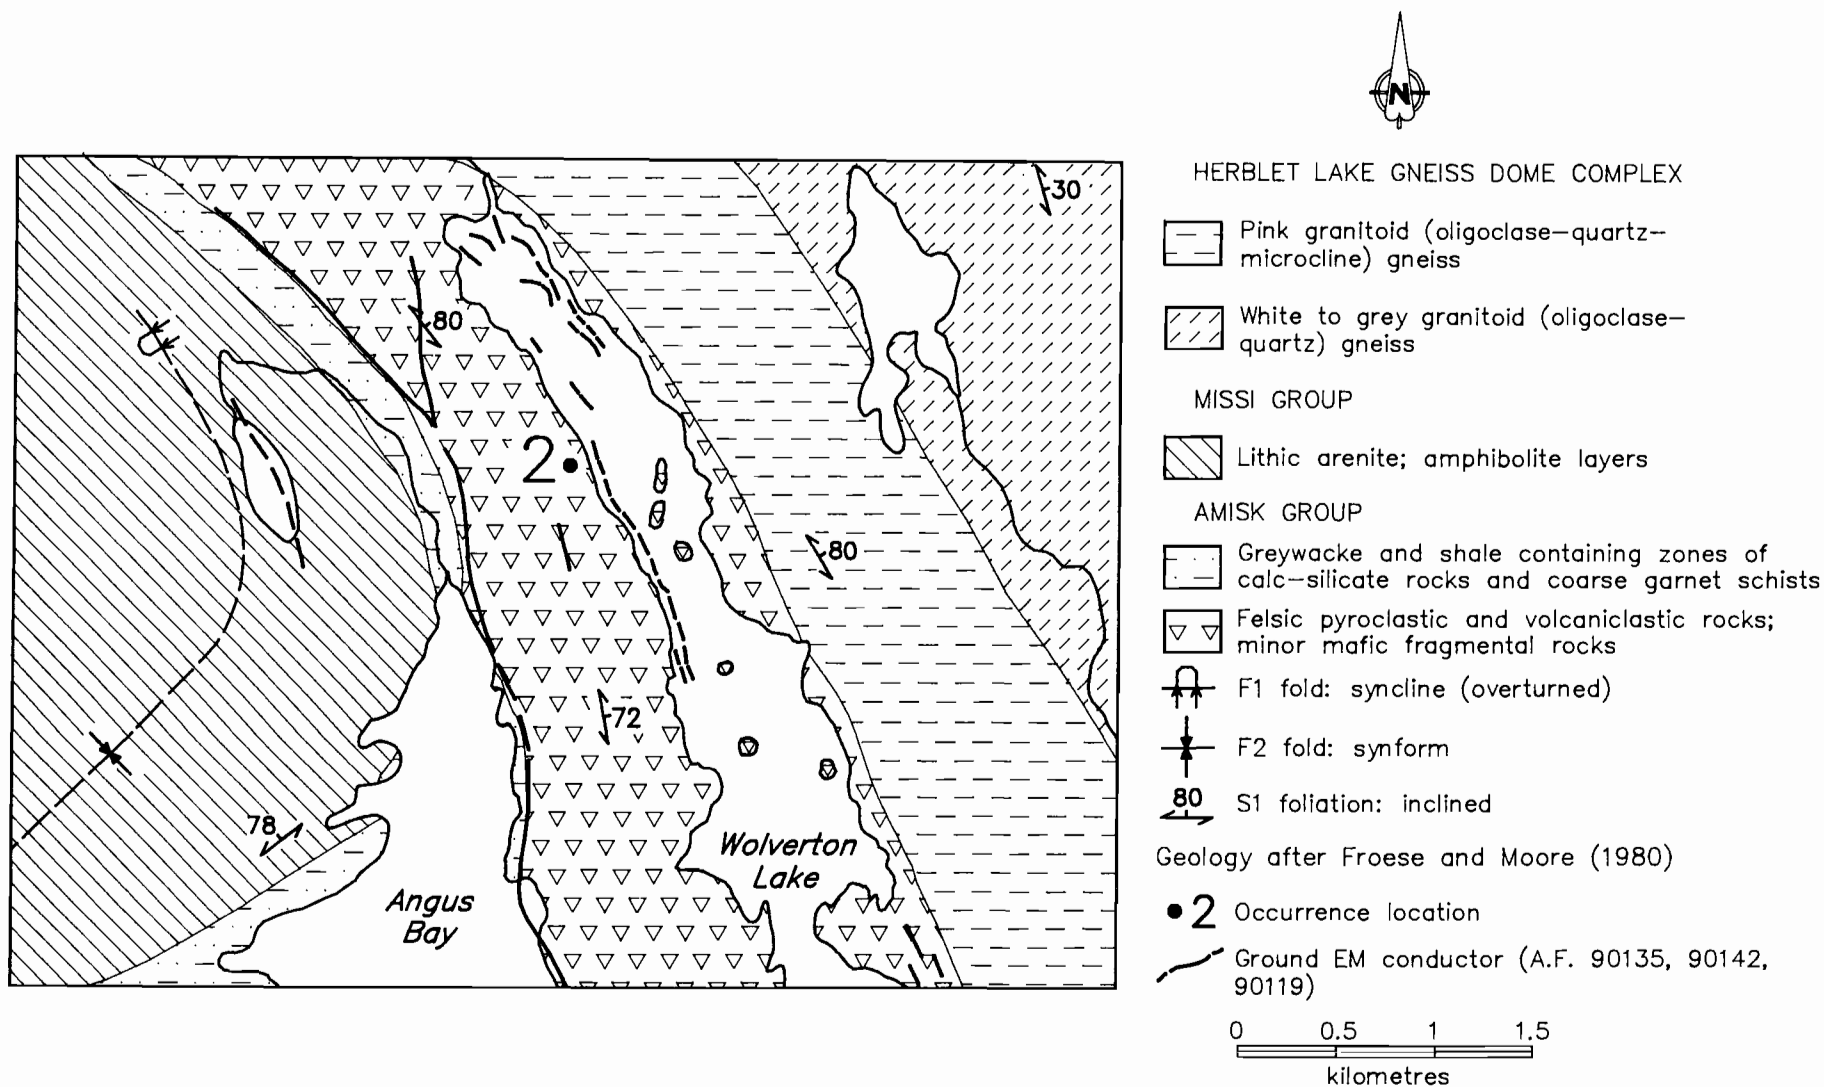 N
HERBLET LAKE GNEISS DOME COMPLEX
Pink granitoid (oligoclase-quartz-
microcline) gneiss
White to grey granitoid (oligoclase-
quartz) gneiss
MISSI GROUP
Lithic arenite; amphibolite layers
AMISK GROUP
Greywacke and shale containing zones of
calc-silicate rocks and coarse garnet schists
Felsic pyroclastic and volcaniclastic rocks;
minor mafic fragmental rocks
F1 fold: syncline (overturned)
F2 fold: synform
80
S1 foliation: inclined
Geology after Froese and Moore (1980)
2
Occurrence location
Ground EM conductor (A.F. 90135, 90142,
90119)
0 0.5 1 1.5
kilometres
30
80
2
80
72
78
Wolverton
Lake
Angus
Bay